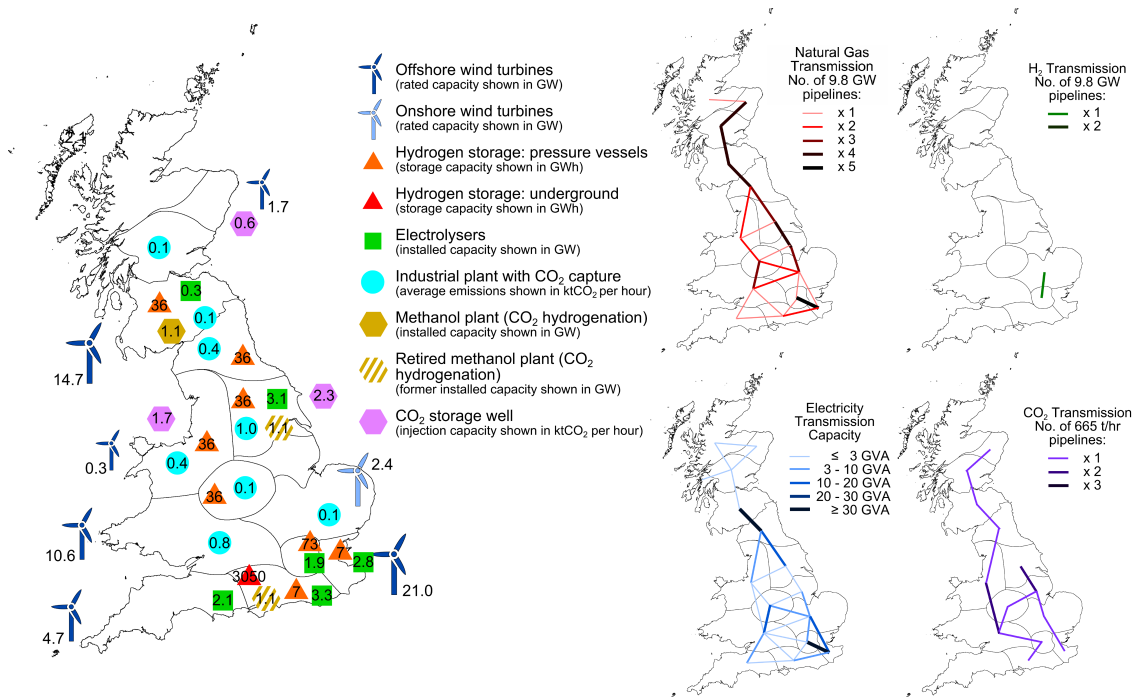 Offshore wind turbines
(rated capacity shown in GW)
Onshore wind turbines
(rated capacity shown in GW)
Hydrogen storage: pressure vessels
(storage capacity shown in GWh)
Hydrogen storage: underground
(storage capacity shown in GWh)
Electrolysers
(installed capacity shown in GW)
Industrial plant with CO₂ capture
(average emissions shown in ktCO₂ per hour)
Methanol plant (CO₂ hydrogenation)
(installed capacity shown in GW)
Retired methanol plant (CO₂
hydrogenation)
(former installed capacity shown in GW)
CO₂ storage well
(injection capacity shown in ktCO₂ per hour)
1.7
0.6
0.1
0.3
36
0.1
1.1
0.4
36
14.7
36
3.1
2.3
1.7
1.0
1.1
36
0.3
0.4
2.4
36
0.1
0.1
10.6
0.8
73
7
1.9
2.8
21.0
3050
2.1
1.1
7
3.3
4.7
Natural Gas
Transmission
No. of 9.8 GW
pipelines:
x 1
x 2
x 3
x 4
x 5
H₂ Transmission
No. of 9.8 GW
pipelines:
x 1
x 2
Electricity
Transmission
Capacity
≤ 3 GVA
3 - 10 GVA
10 - 20 GVA
20 - 30 GVA
≥ 30 GVA
CO₂ Transmission
No. of 665 t/hr
pipelines:
x 1
x 2
x 3